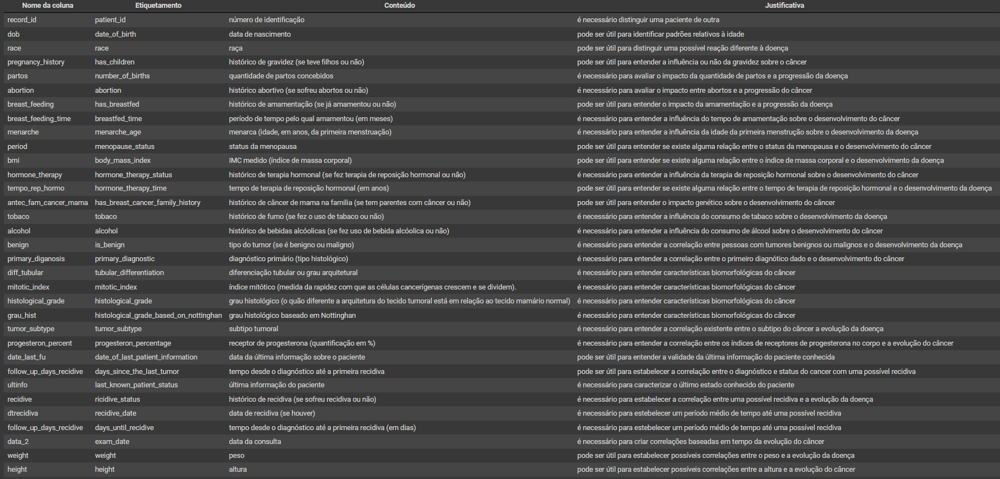 Nome da coluna Etiquetamento Conteúdo Justificativa
record_id patient_id número de identificação é necessário distinguir uma paciente de outra
dob date_of_birth data de nascimento pode ser útil para identificar padrões relativos à idade
race race raça pode ser útil para distinguir uma possível reação diferente à doença
pregnancy_history has_children histórico de gravidez (se teve filhos ou não) pode ser útil para entender a influência ou não da gravidez sobre o câncer
partos number_of_births quantidade de partos concebidos é necessário para avaliar o impacto da quantidade de partos e a progressão da doença
abortion abortion histórico abortivo (se sofreu abortos ou não) é necessário para avaliar o impacto entre abortos e a progressão do câncer
breast_feeding has_breastfed histórico de amamentação (se já amamentou ou não) pode ser útil para entender o impacto da amamentação e a progressão da doença
breast_feeding_time breastfed_time período de tempo pelo qual amamentou (em meses) é necessário para entender a influência do tempo de amamentação sobre o desenvolvimento do câncer
menarche menarche_age menarca (idade, em anos, da primeira menstruação) é necessário para entender a influência da idade da primeira menstrução sobre o desenvolvimento da doença
period menopause_status status da menopausa pode ser útil para entender se existe alguma relação entre o status da menopausa e o desenvolvimento do câncer
bmi body_mass_index IMC medido (índice de massa corporal) pode ser útil para entender se existe alguma relação entre o índice de massa corporal e o desenvolvimento da doença
hormone_therapy hormone_therapy_status histórico de terapia hormonal (se fez terapia de reposição hormonal ou não) é necessário para entender a influência da terapia de reposição hormonal sobre o desenvolvimento do câncer
tempo_rep_hormo hormone_therapy_time tempo de terapia de reposição hormonal (em anos) pode ser útil para entender se existe alguma relação entre o tempo de terapia de reposição hormonal e o desenvolvimento da doença
antec_fam_cancer_mama has_breast_cancer_family_history histórico de câncer de mama na familia (se tem parentes com câncer ou não) pode ser útil para entender o impacto genético sobre o desenvolvimento do câncer
tobaco tobaco histórico de fumo (se fez o uso de tabaco ou não) é necessário para entender a influência do consumo de tabaco sobre o desenvolvimento da doença
alcohol alcohol histórico de bebidas alcóolicas (se fez uso de bebida alcóolica ou não) é necessário para entender a influência do consumo de álcool sobre o desenvolvimento do câncer
benign is_benign tipo do tumor (se é benigno ou maligno) é necessário para entender a correlação entre pessoas com tumores benignos ou malignos e o desenvolvimento da doença
primary_diganosis primary_diagnostic diagnóstico primário (tipo histológico) é necessário para entender a correlação entre o primeiro diagnótico dado e o desenvolvimento do câncer
diff_tubular tubular_differentiation diferenciação tubular ou grau arquitetural é necessário para entender características biomorfológicas do câncer
mitotic_index mitotic_index índice mitótico (medida da rapidez com que as células cancerígenas crescem e se dividem). é necessário para entender características biomorfológicas do câncer
histological_grade histological_grade grau histológico (o quão diferente a arquitetura do tecido tumoral está em relação ao tecido mamário normal) é necessário para entender características biomorfológicas do câncer
grau_hist histological_grade_based_on_nottinghan grau histológico baseado em Nottinghan é necessário para entender características biomorfológicas do câncer
tumor_subtype tumor_subtype subtipo tumoral é necessário para entender a correlação existente entre o subtipo do câncer a evolução da doença
progesteron_percent progesteron_percentage receptor de progesterona (quantificação em %) é necessário para entender a correlação entre os índices de receptores de progesterona no corpo e a evolução do câncer
date_last_fu date_of_last_patient_information data da última informação sobre o paciente pode ser útil para entender a validade da última informação do paciente conhecida
follow_up_days_recidive days_since_the_last_tumor tempo desde o diagnóstico até a primeira recidiva pode ser útil para estabelecer a correlação entre o diagnóstico e status do cancer com uma possível recidiva
ultinfo last_known_patient_status última informação do paciente é necessário para caracterizar o último estado conhecido do paciente
recidive ricidive_status histórico de recidiva (se sofreu recidiva ou não) é necessário para estabelecer a correlação entre uma possível recidiva e a evolução da doença
dtrecidiva recidive_date data de recidiva (se houver) é necessário para estebelecer um período médio de tempo até uma possível recidiva
follow_up_days_recidive days_until_recidive tempo desde o diagnóstico até a primeira recidiva (em dias) é necessário para estebelecer um período médio de tempo até uma possível recidiva
data_2 exam_date data da consulta é necessário para criar correlações baseadas em tempo da evolução do câncer
weight weight peso pode ser útil para estabelecer possíveis correlações entre o peso e a evolução da doença
height height altura pode ser útil para estabelecer possíveis correlações entre a altura e a evolução do câncer